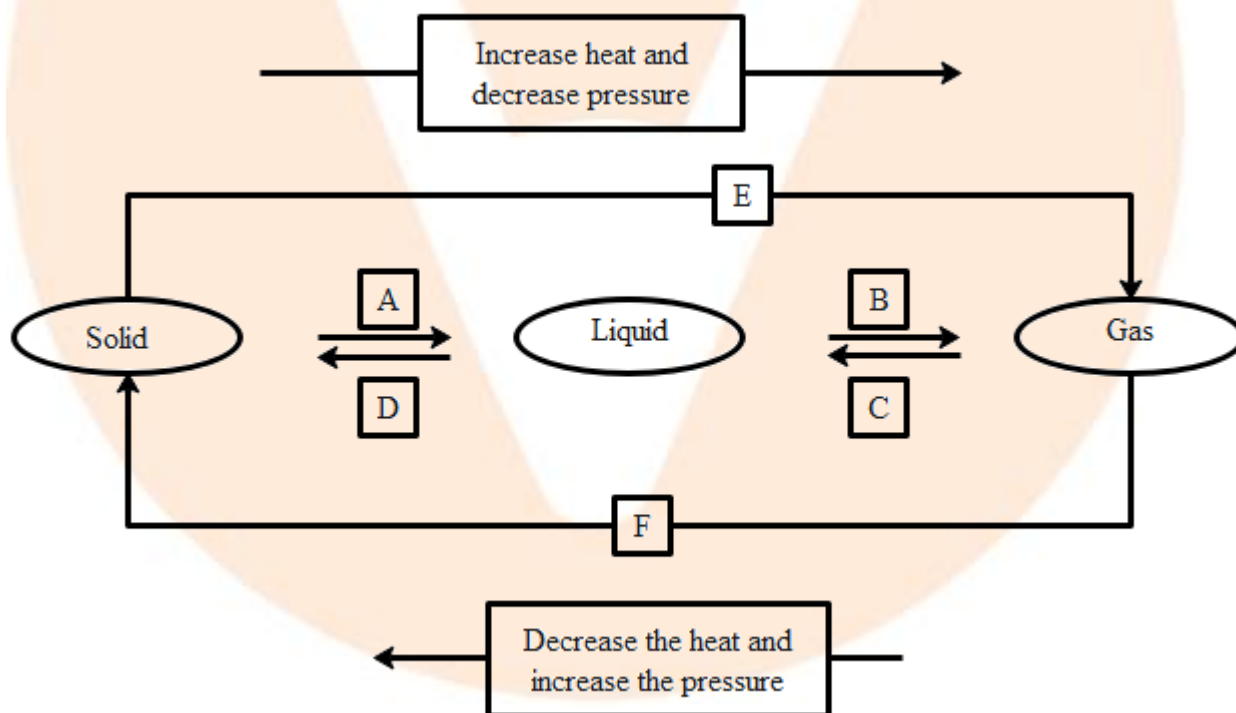 Increase heat and
decrease pressure
E
A
B
Solid
Liquid
Gas
D
C
F
Decrease the heat and
increase the pressure